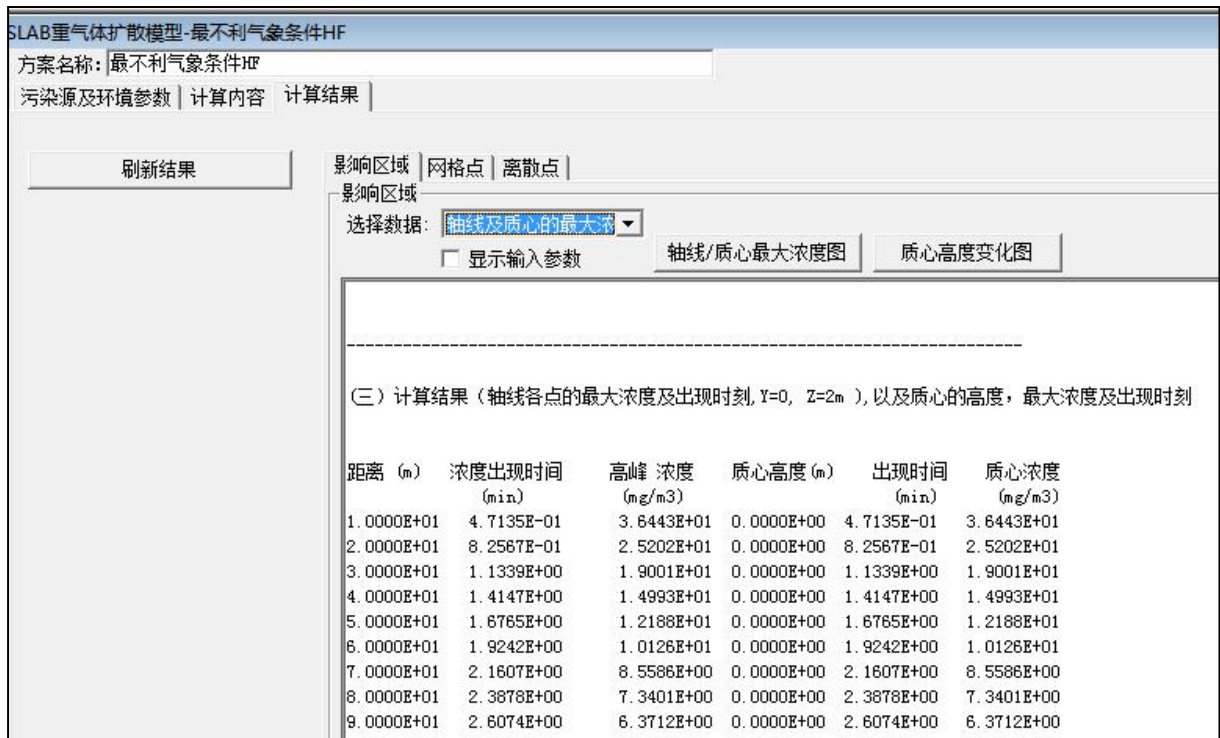 SLAB重气体扩散模型-最不利气象条件HF
方案名称: 最不利气象条件HF
污染源及环境参数 计算内容 计算结果
刷新结果
影响区域 网格点 离散点
影响区域
选择数据: 轴线及质心的最大浓
显示输入参数
轴线/质心最大浓度图 质心高度变化图
------------------------------------------------------------------------
(三) 计算结果 (轴线各点的最大浓度及出现时刻,Y=0, Z=2m ),以及质心的高度，最大浓度及出现时刻
距离 (m) 浓度出现时间 高峰 浓度 质心高度(m) 出现时间 质心浓度
(min) (mg/m3) (min) (mg/m3)
1.0000E+01 4.7135E-01 3.6443E+01 0.0000E+00 4.7135E-01 3.6443E+01
2.0000E+01 8.2567E-01 2.5202E+01 0.0000E+00 8.2567E-01 2.5202E+01
3.0000E+01 1.1339E+00 1.9001E+01 0.0000E+00 1.1339E+00 1.9001E+01
4.0000E+01 1.4147E+00 1.4993E+01 0.0000E+00 1.4147E+00 1.4993E+01
5.0000E+01 1.6765E+00 1.2188E+01 0.0000E+00 1.6765E+00 1.2188E+01
6.0000E+01 1.9242E+00 1.0126E+01 0.0000E+00 1.9242E+00 1.0126E+01
7.0000E+01 2.1607E+00 8.5586E+00 0.0000E+00 2.1607E+00 8.5586E+00
8.0000E+01 2.3878E+00 7.3401E+00 0.0000E+00 2.3878E+00 7.3401E+00
9.0000E+01 2.6074E+00 6.3712E+00 0.0000E+00 2.6074E+00 6.3712E+00